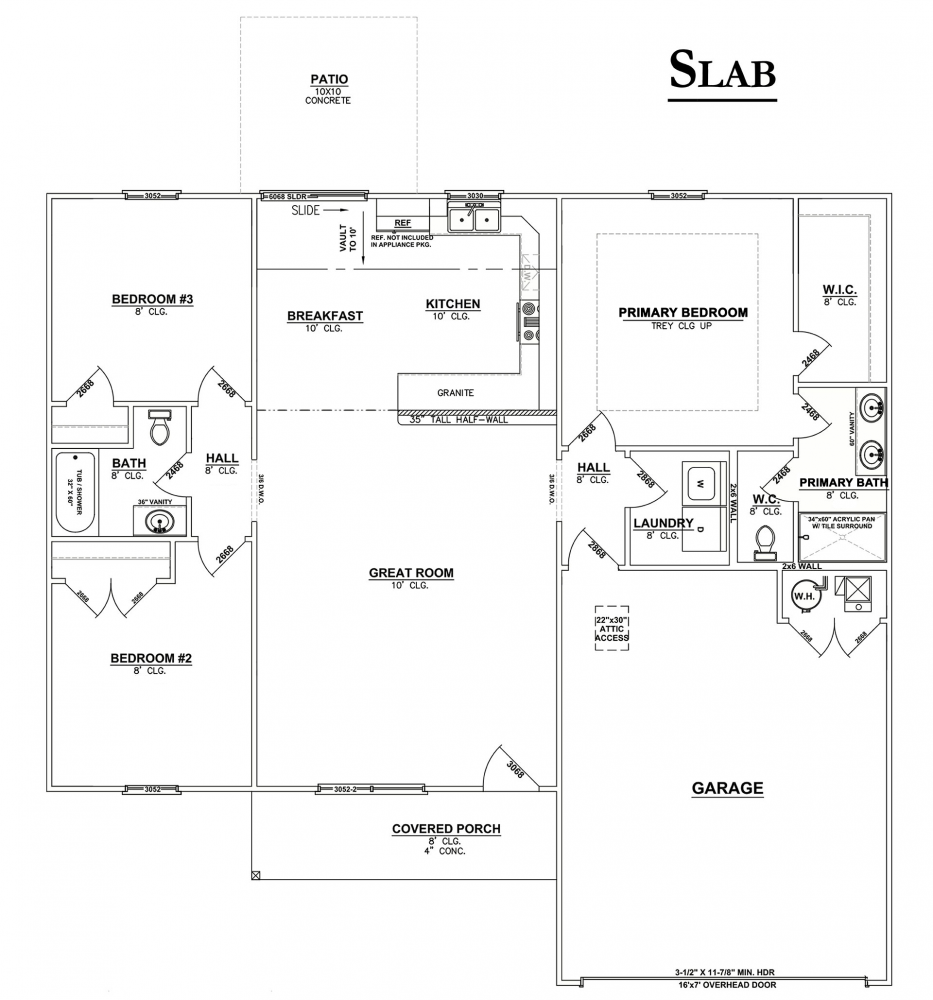 SLAB
PATIO
10X10
CONCRETE
3052
6068 SLDR
3030
3052
SLIDE
VAULT
TO 10'
REF
REF. NOT INCLUDED
IN APPLIANCE PKG.
D/W
BEDROOM #3
8' CLG.
BREAKFAST
10' CLG.
KITCHEN
10' CLG.
PRIMARY BEDROOM
TREY CLG UP
W.I.C.
8' CLG.
2468
2668
2668
GRANITE
35" TALL HALF-WALL
2668
2468
60" VANITY
BATH
8' CLG.
2468
HALL
8' CLG.
TUB / SHOWER
32" X 60"
36" VANITY
3/6 D.W.O.
3/6 D.W.O.
HALL
8' CLG.
2868
W
D
LAUNDRY
8' CLG.
2x6 WALL
2468
W.C.
8' CLG.
PRIMARY BATH
8' CLG.
34"x60" ACRYLIC PAN
W/ TILE SURROUND
2x6 WALL
2668
2868
2668
2668
GREAT ROOM
10' CLG.
W.H.
2668
2668
22"x30"
ATTIC
ACCESS
BEDROOM #2
8' CLG.
3068
3052
3052-2
GARAGE
COVERED PORCH
8' CLG.
4" CONC.
3-1/2" X 11-7/8" MIN. HDR
16'x7' OVERHEAD DOOR